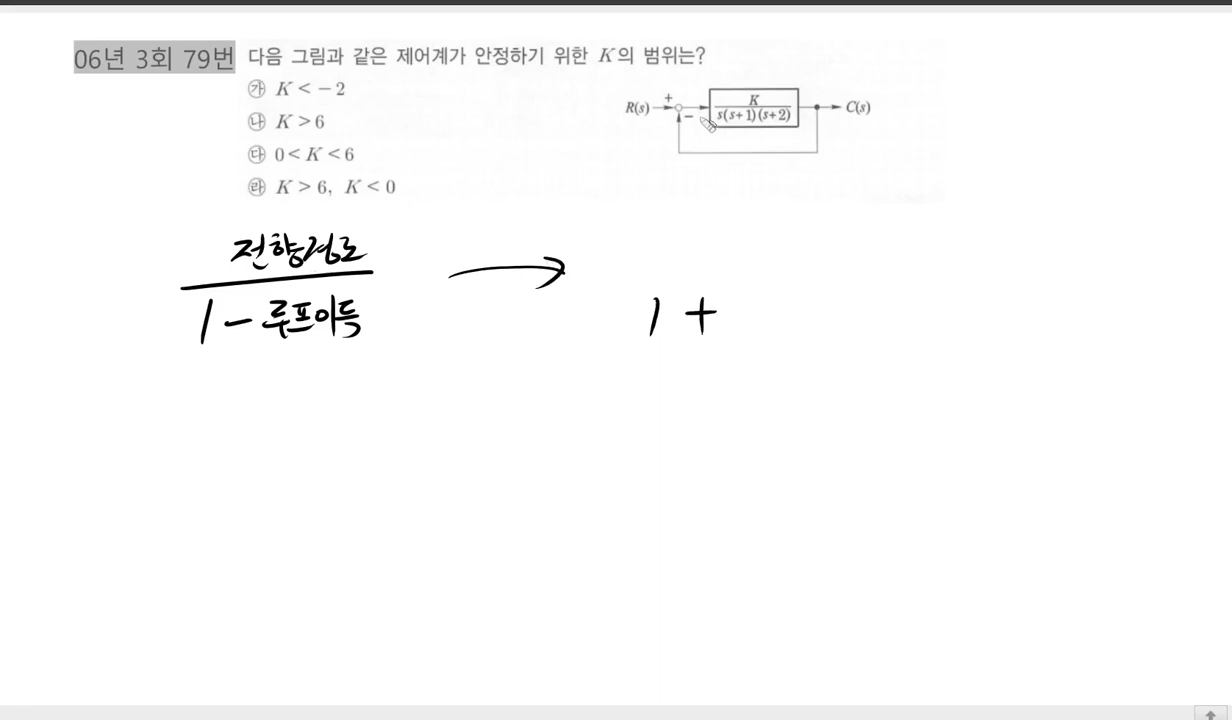 06년 3회 79번 다음 그림과 같은 제어계가 안정하기 위한 K의 범위는?
㉮ K < −2
㉯ K > 6
㉰ 0 < K < 6
㉱ K > 6, K < 0
R(s) + − K C(s)
s(s+1)(s+2)
전향경로
1 − 루프이득
1 +